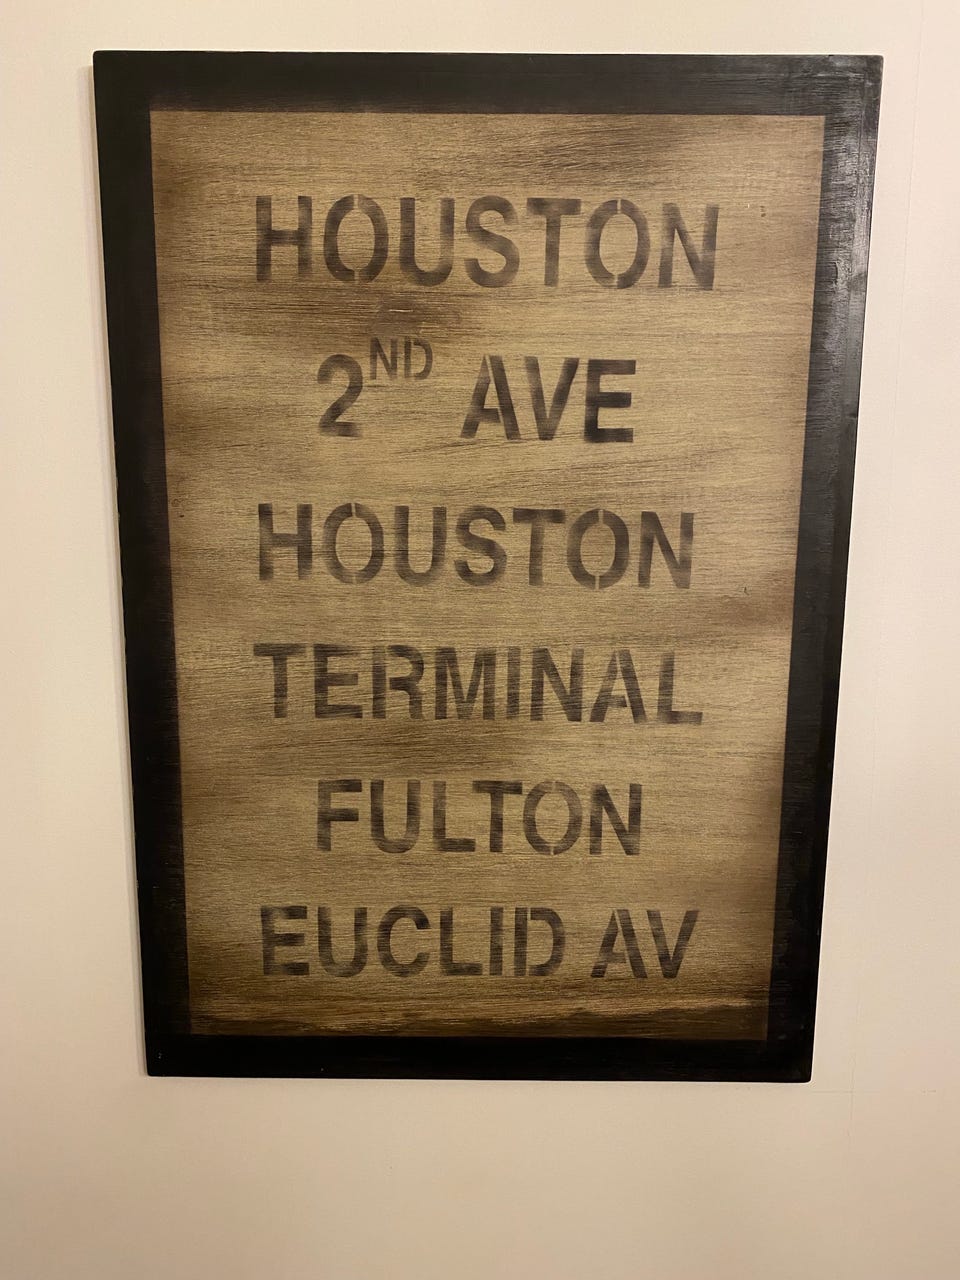 HOUSTON
2ND AVE
HOUSTON
TERMINAL
FULTON
EUCLID AV